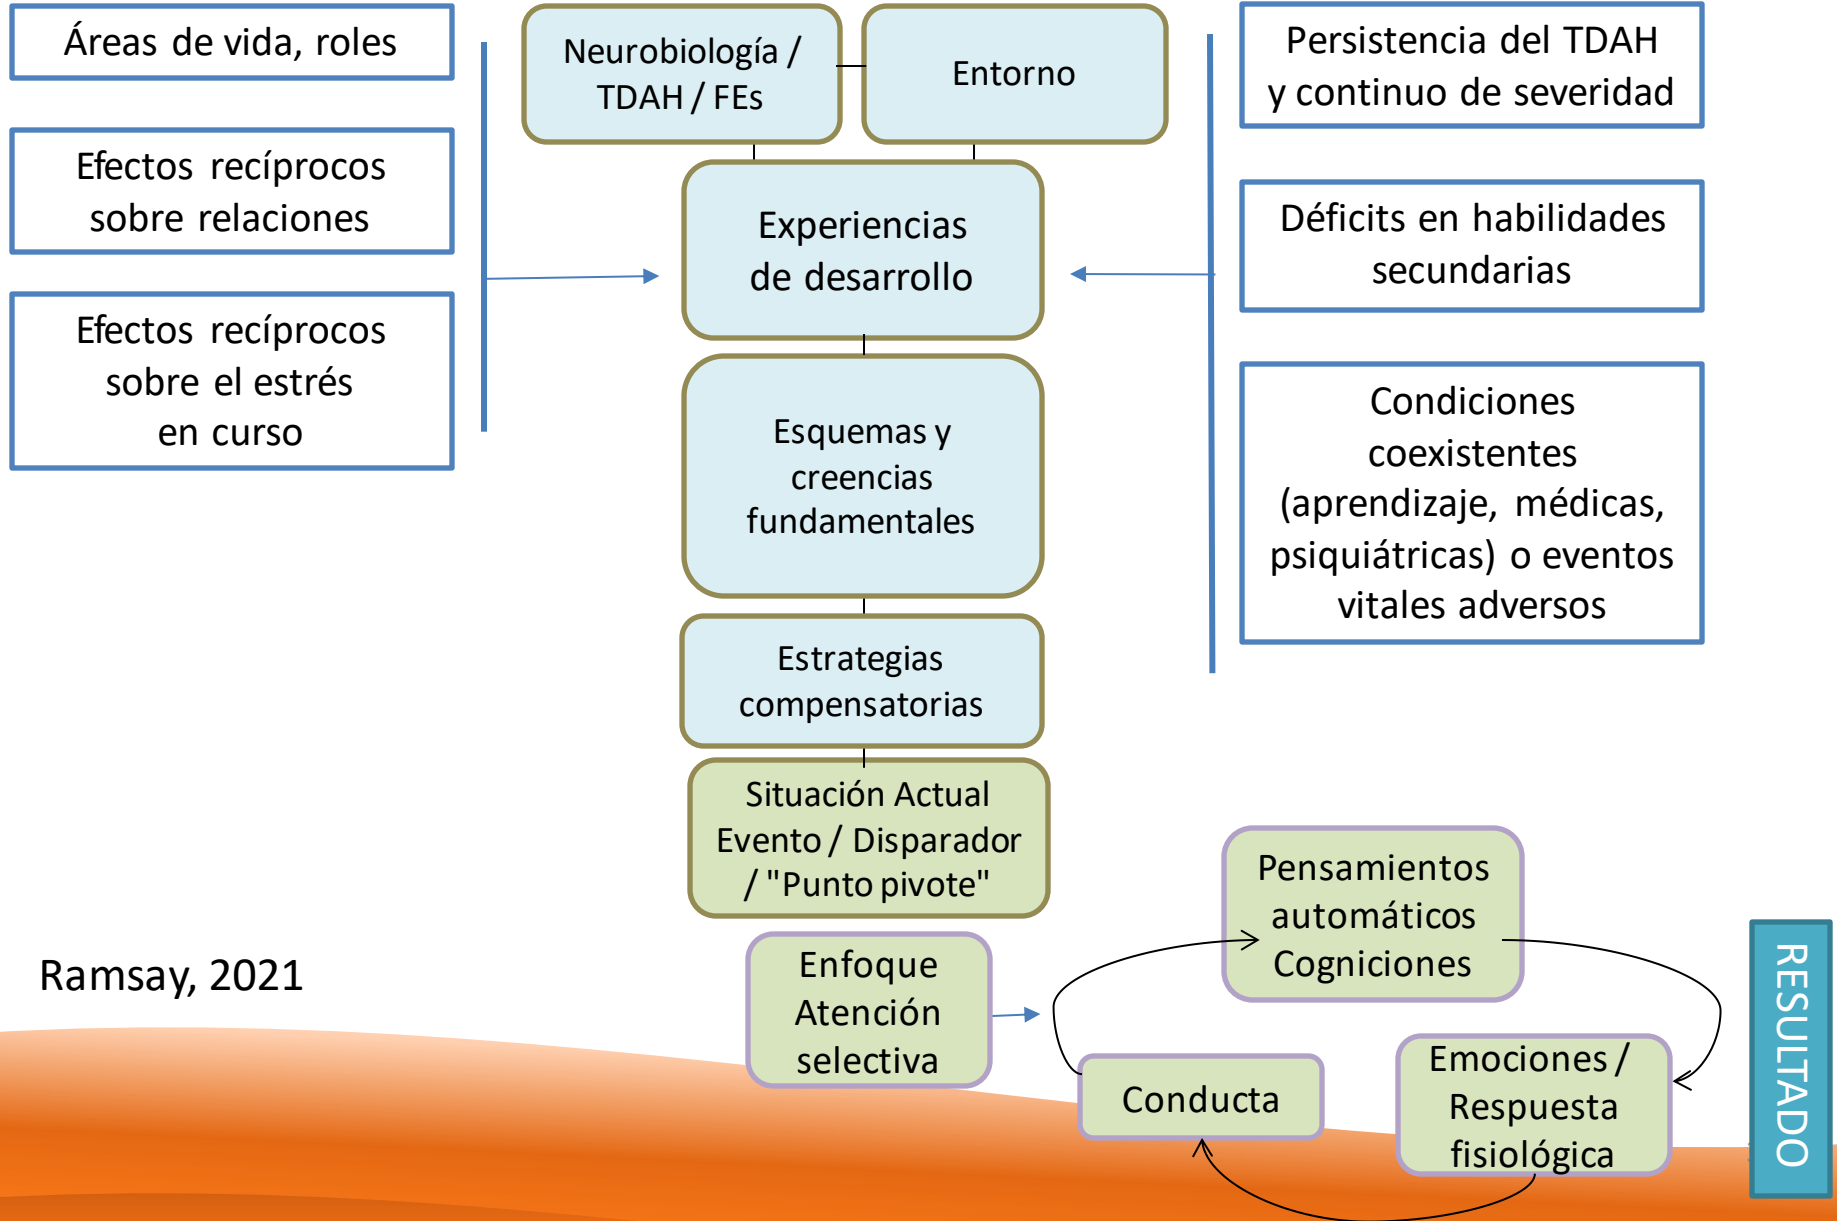 Áreas de vida, roles
Efectos recíprocos
sobre relaciones
Efectos recíprocos
sobre el estrés
en curso
Neurobiología /
TDAH / FEs
Entorno
Experiencias
de desarrollo
Esquemas y
creencias
fundamentales
Estrategias
compensatorias
Situación Actual
Evento / Disparador
/ "Punto pivote"
Persistencia del TDAH
y continuo de severidad
Déficits en habilidades
secundarias
Condiciones
coexistentes
(aprendizaje, médicas,
psiquiátricas) o eventos
vitales adversos
Enfoque
Atención
selectiva
Pensamientos
automáticos
Cogniciones
Emociones /
Respuesta
fisiológica
Conducta
RESULTADO
Ramsay, 2021